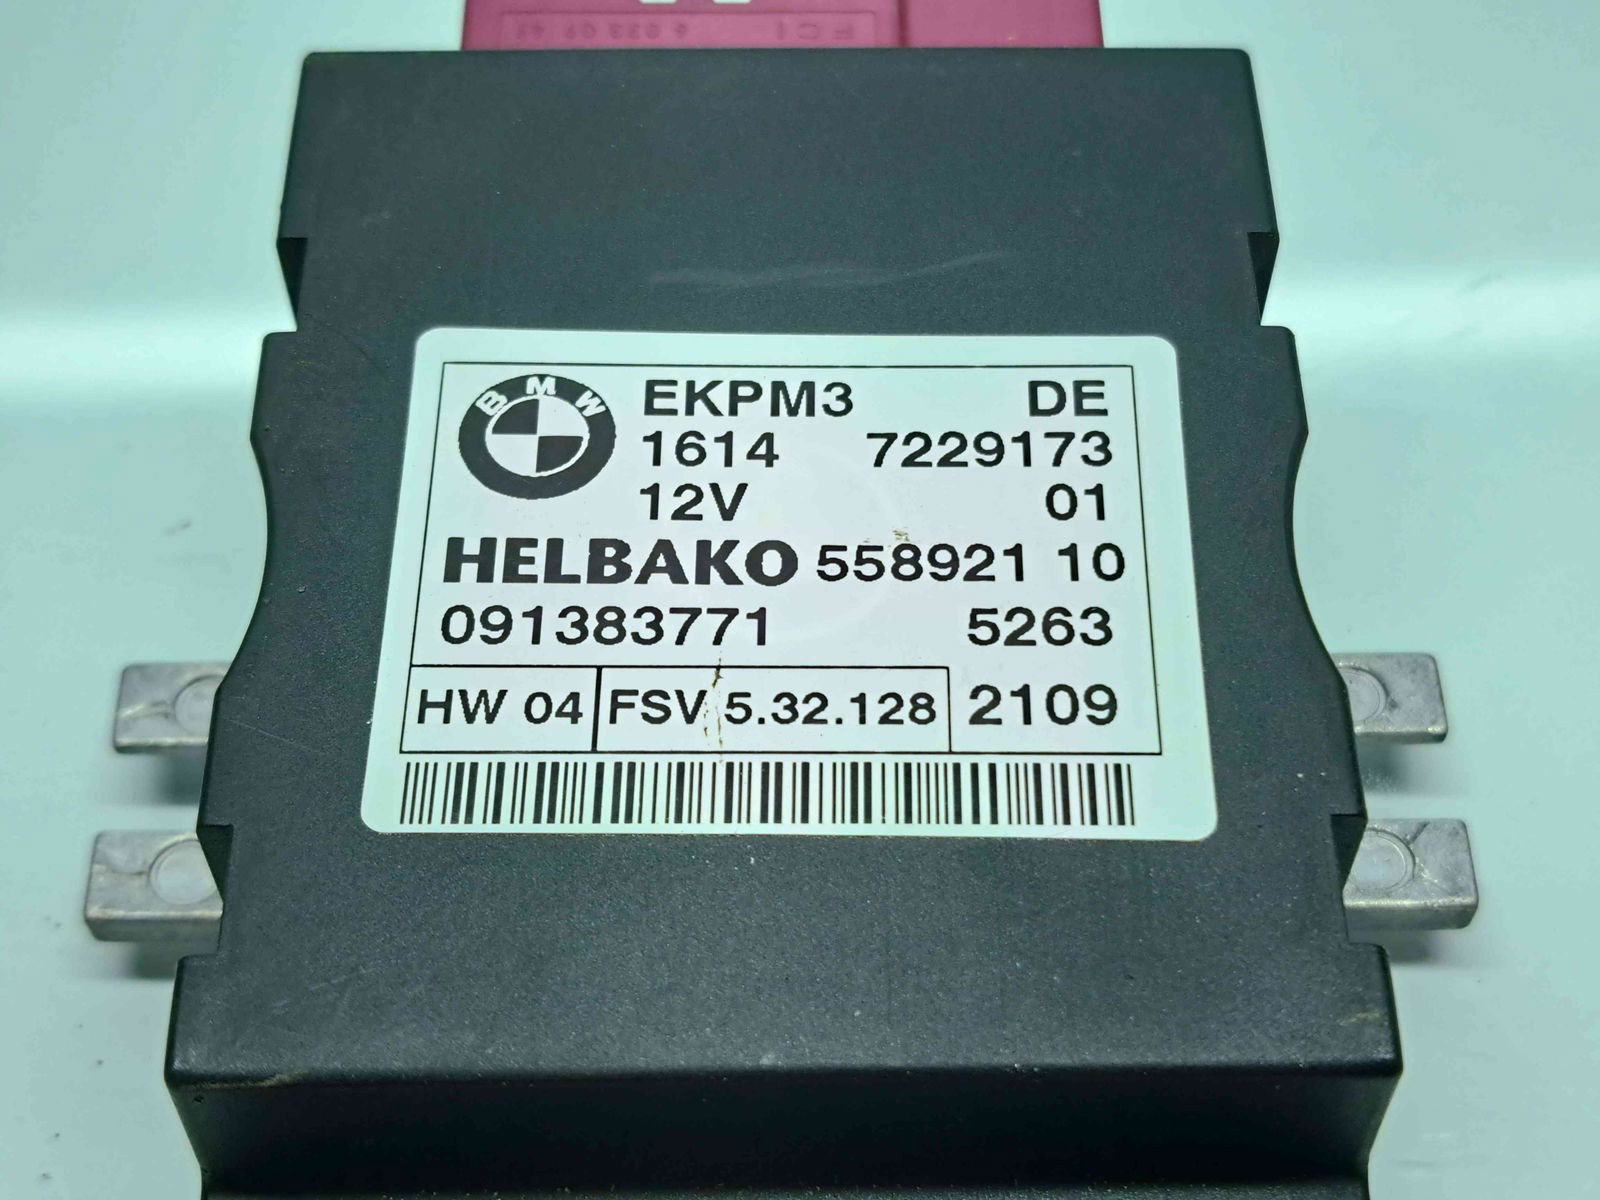 FCI
BMW
EKPM3 DE
1614 7229173
12V 01
HELBAKO 558921 10
091383771 5263
HW 04 FSV 5.32.128 2109